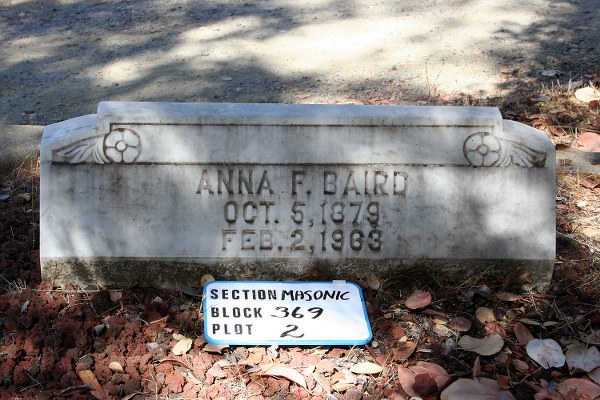 ANNA F. BAIRD
OCT. 5, 1879
FEB. 2, 1963
SECTION MASONIC
BLOCK 369
PLOT 2